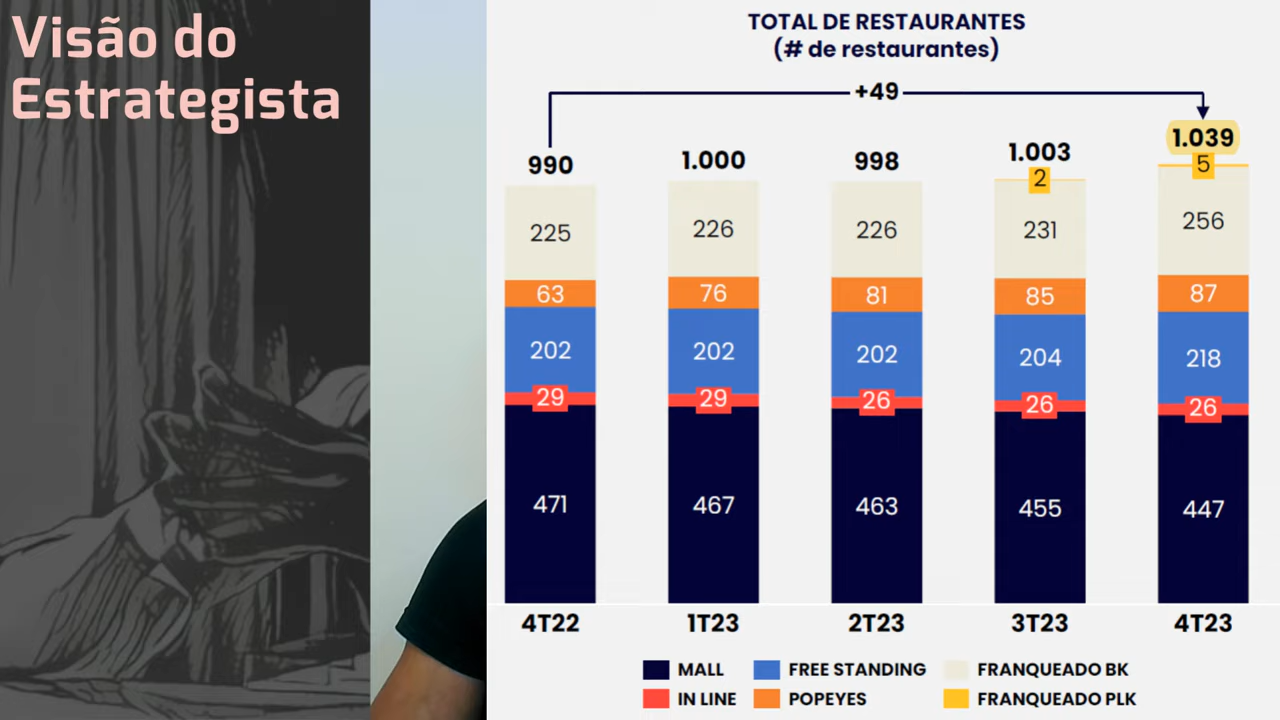 Visão do
Estrategista
TOTAL DE RESTAURANTES
(# de restaurantes)
+49
990
1.000
998
1.003
1.039
2
5
225
226
226
231
256
63
76
81
85
87
202
202
202
204
218
29
29
26
26
26
471
467
463
455
447
4T22
1T23
2T23
3T23
4T23
MALL
FREE STANDING
FRANQUEADO BK
IN LINE
POPEYES
FRANQUEADO PLK